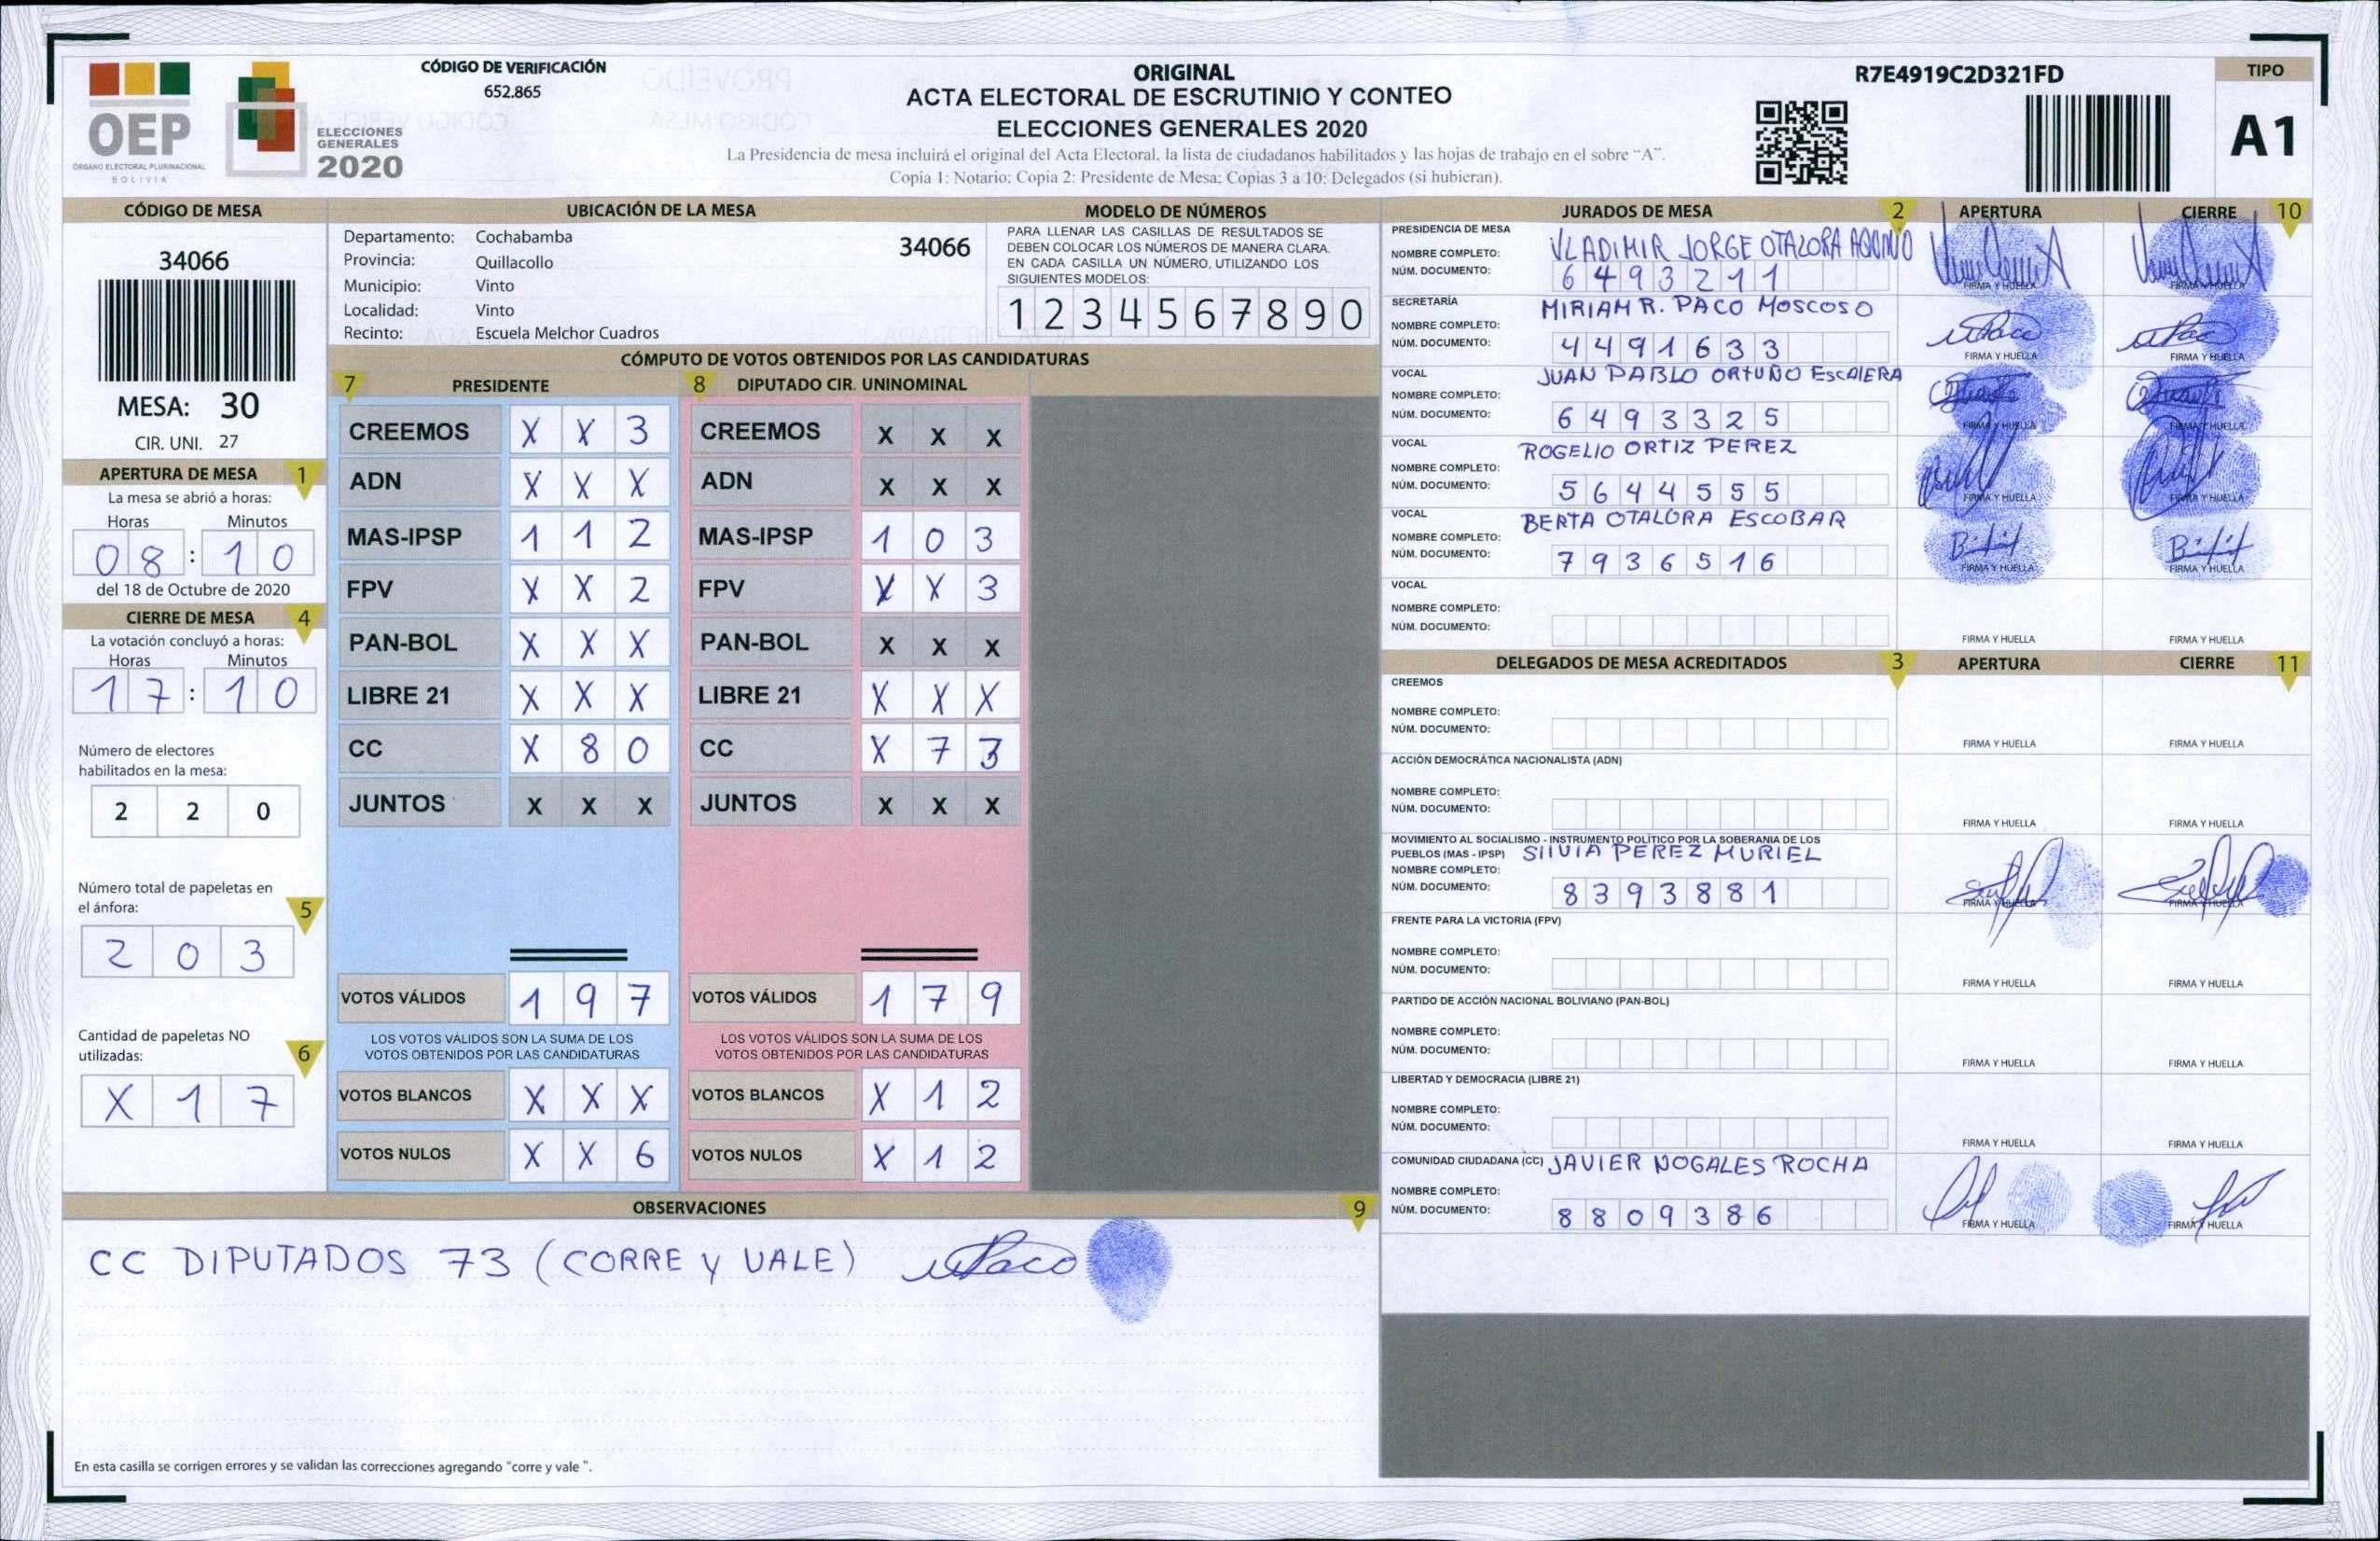 OEP
ÓRGANO ELECTORAL PLURINACIONAL
BOLIVIA
ELECCIONES
GENERALES
2020
CÓDIGO DE VERIFICACIÓN
652.865
ORIGINAL
ACTA ELECTORAL DE ESCRUTINIO Y CONTEO
ELECCIONES GENERALES 2020
La Presidencia de mesa incluirá el original del Acta Electoral, la lista de ciudadanos habilitados y las hojas de trabajo en el sobre "A".
Copia 1: Notario; Copia 2: Presidente de Mesa; Copias 3 a 10: Delegados (si hubieran).
R7E4919C2D321FD
TIPO
A1
CÓDIGO DE MESA
34066
MESA: 30
CIR. UNI. 27
APERTURA DE MESA 1
La mesa se abrió a horas:
Horas Minutos
08:10
del 18 de Octubre de 2020
CIERRE DE MESA 4
La votación concluyó a horas:
Horas Minutos
17:10
Número de electores
habilitados en la mesa:
2 2 0
Número total de papeletas en
el ánfora: 5
2 0 3
Cantidad de papeletas NO
utilizadas: 6
X 1 7
UBICACIÓN DE LA MESA
Departamento: Cochabamba 34066
Provincia: Quillacollo
Municipio: Vinto
Localidad: Vinto
Recinto: Escuela Melchor Cuadros
MODELO DE NÚMEROS
PARA LLENAR LAS CASILLAS DE RESULTADOS SE
DEBEN COLOCAR LOS NÚMEROS DE MANERA CLARA.
EN CADA CASILLA UN NÚMERO, UTILIZANDO LOS
SIGUIENTES MODELOS:
1 2 3 4 5 6 7 8 9 0
CÓMPUTO DE VOTOS OBTENIDOS POR LAS CANDIDATURAS
7 PRESIDENTE
CREEMOS X X 3
ADN X X X
MAS-IPSP 1 1 2
FPV X X 2
PAN-BOL X X X
LIBRE 21 X X X
CC X 8 0
JUNTOS X X X
VOTOS VÁLIDOS 1 9 7
LOS VOTOS VÁLIDOS SON LA SUMA DE LOS
VOTOS OBTENIDOS POR LAS CANDIDATURAS
VOTOS BLANCOS X X X
VOTOS NULOS X X 6
8 DIPUTADO CIR. UNINOMINAL
CREEMOS X X X
ADN X X X
MAS-IPSP 1 0 3
FPV X X 3
PAN-BOL X X X
LIBRE 21 X X X
CC X 7 3
JUNTOS X X X
VOTOS VÁLIDOS 1 7 9
LOS VOTOS VÁLIDOS SON LA SUMA DE LOS
VOTOS OBTENIDOS POR LAS CANDIDATURAS
VOTOS BLANCOS X 1 2
VOTOS NULOS X 1 2
OBSERVACIONES 9
CC DIPUTADOS 73 (CORRE Y VALE)
En esta casilla se corrigen errores y se validan las correcciones agregando "corre y vale ".
JURADOS DE MESA 2 APERTURA CIERRE 10
PRESIDENCIA DE MESA
NOMBRE COMPLETO: VLADIMIR JORGE OTALORA AQUINO
NÚM. DOCUMENTO: 6493211
FIRMA Y HUELLA FIRMA Y HUELLA
SECRETARÍA
NOMBRE COMPLETO: MIRIAM R. PACO MOSCOSO
NÚM. DOCUMENTO: 4491633
FIRMA Y HUELLA FIRMA Y HUELLA
VOCAL
NOMBRE COMPLETO: JUAN PABLO ORTUÑO ESCALERA
NÚM. DOCUMENTO: 6493325
FIRMA Y HUELLA FIRMA Y HUELLA
VOCAL
NOMBRE COMPLETO: ROGELIO ORTIZ PEREZ
NÚM. DOCUMENTO: 5644555
FIRMA Y HUELLA FIRMA Y HUELLA
VOCAL
NOMBRE COMPLETO: BERTA OTALORA ESCOBAR
NÚM. DOCUMENTO: 7936516
FIRMA Y HUELLA FIRMA Y HUELLA
VOCAL
NOMBRE COMPLETO:
NÚM. DOCUMENTO:
FIRMA Y HUELLA FIRMA Y HUELLA
DELEGADOS DE MESA ACREDITADOS 3 APERTURA CIERRE 11
CREEMOS
NOMBRE COMPLETO:
NÚM. DOCUMENTO:
FIRMA Y HUELLA FIRMA Y HUELLA
ACCIÓN DEMOCRÁTICA NACIONALISTA (ADN)
NOMBRE COMPLETO:
NÚM. DOCUMENTO:
FIRMA Y HUELLA FIRMA Y HUELLA
MOVIMIENTO AL SOCIALISMO - INSTRUMENTO POLÍTICO POR LA SOBERANIA DE LOS
PUEBLOS (MAS - IPSP) SILVIA PEREZ MURIEL
NOMBRE COMPLETO:
NÚM. DOCUMENTO: 8393881
FIRMA Y HUELLA FIRMA Y HUELLA
FRENTE PARA LA VICTORIA (FPV)
NOMBRE COMPLETO:
NÚM. DOCUMENTO:
FIRMA Y HUELLA FIRMA Y HUELLA
PARTIDO DE ACCIÓN NACIONAL BOLIVIANO (PAN-BOL)
NOMBRE COMPLETO:
NÚM. DOCUMENTO:
FIRMA Y HUELLA FIRMA Y HUELLA
LIBERTAD Y DEMOCRACIA (LIBRE 21)
NOMBRE COMPLETO:
NÚM. DOCUMENTO:
FIRMA Y HUELLA FIRMA Y HUELLA
COMUNIDAD CIUDADANA (CC) JAVIER NOGALES ROCHA
NOMBRE COMPLETO:
NÚM. DOCUMENTO: 8809386
FIRMA Y HUELLA FIRMA Y HUELLA